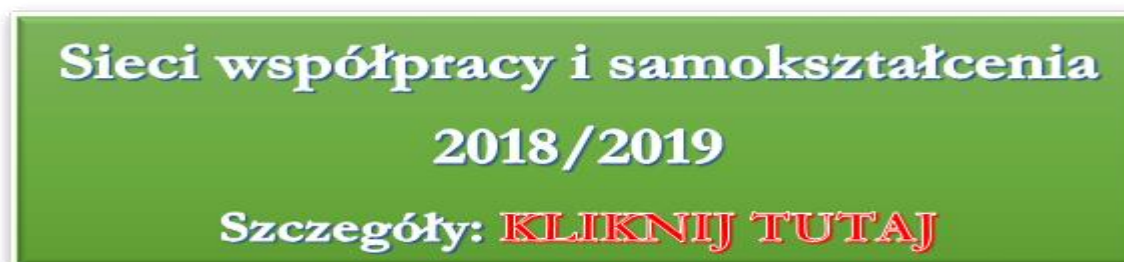 Sieci współpracy i samokształcenia
2018/2019
Szczegóły: KLIKNIJ TUTAJ